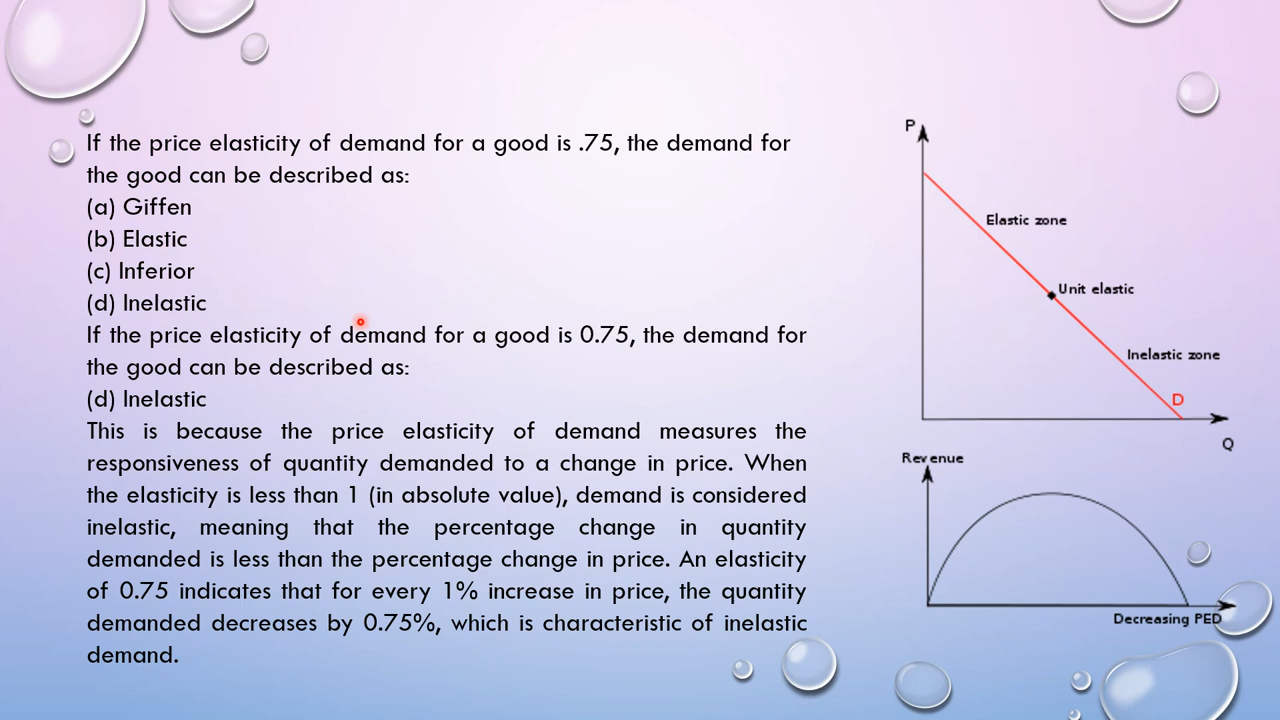 If the price elasticity of demand for a good is .75, the demand for
the good can be described as:
(a) Giffen
(b) Elastic
(c) Inferior
(d) Inelastic
If the price elasticity of demand for a good is 0.75, the demand for
the good can be described as:
(d) Inelastic
This is because the price elasticity of demand measures the
responsiveness of quantity demanded to a change in price. When
the elasticity is less than 1 (in absolute value), demand is considered
inelastic, meaning that the percentage change in quantity
demanded is less than the percentage change in price. An elasticity
of 0.75 indicates that for every 1% increase in price, the quantity
demanded decreases by 0.75%, which is characteristic of inelastic
demand.
P
Elastic zone
Unit elastic
Inelastic zone
D
Q
Revenue
Decreasing PED